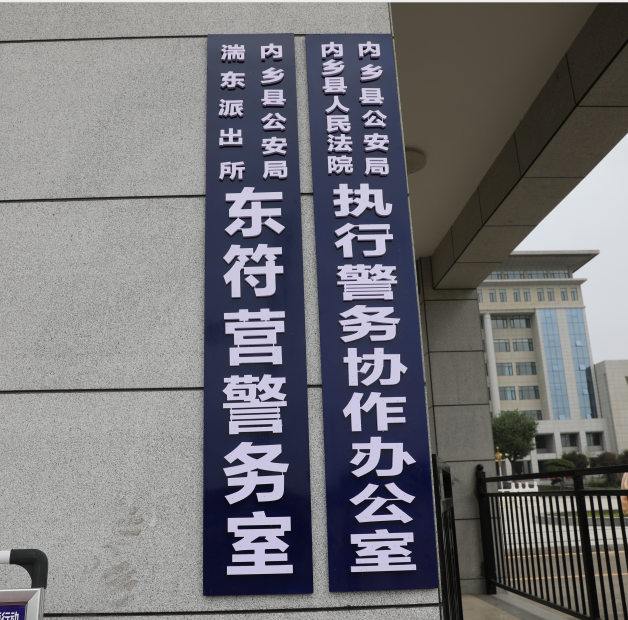 内乡县公安局
湍东派出所
东符营警务室
内乡县公安局
内乡县人民法院
执行警务协作办公室
行动